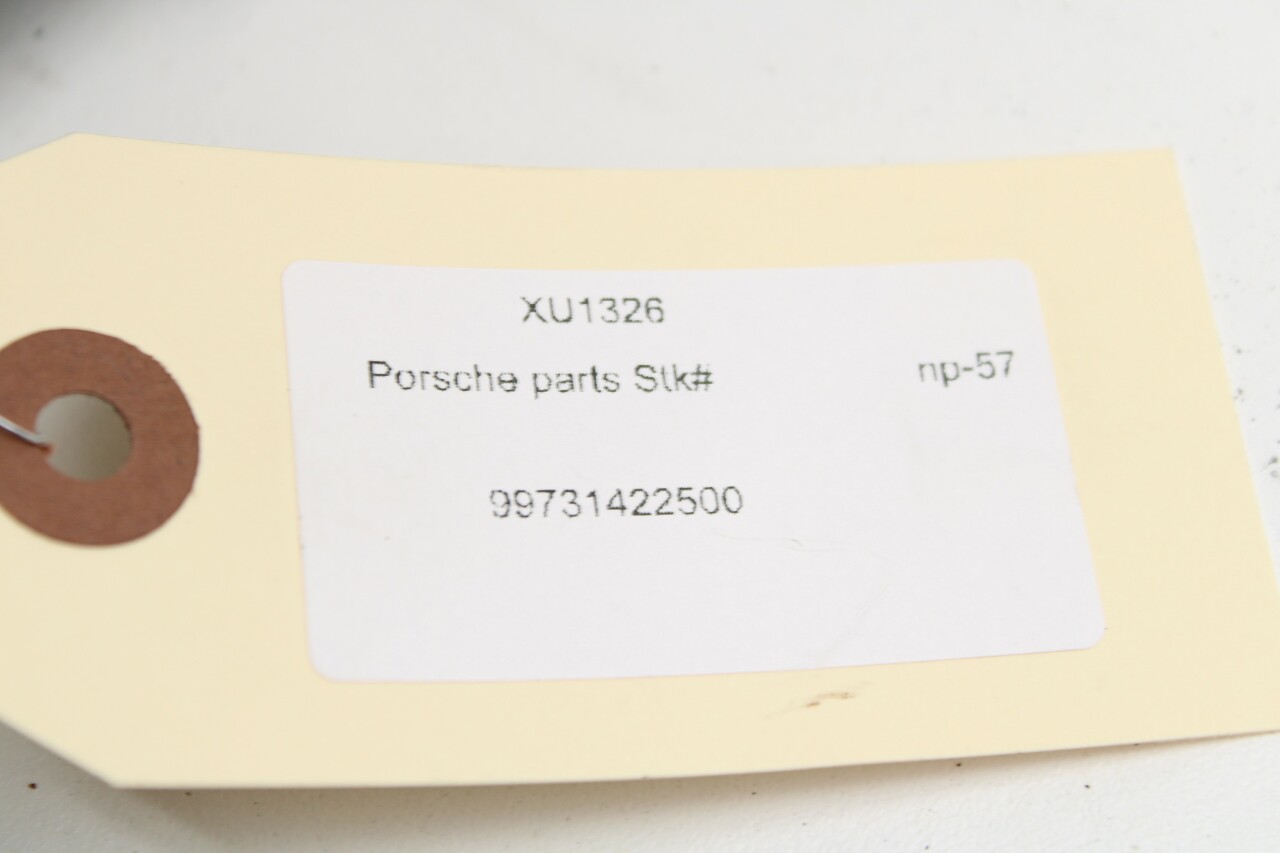 XU1326
Porsche parts Stk# np-57
99731422500